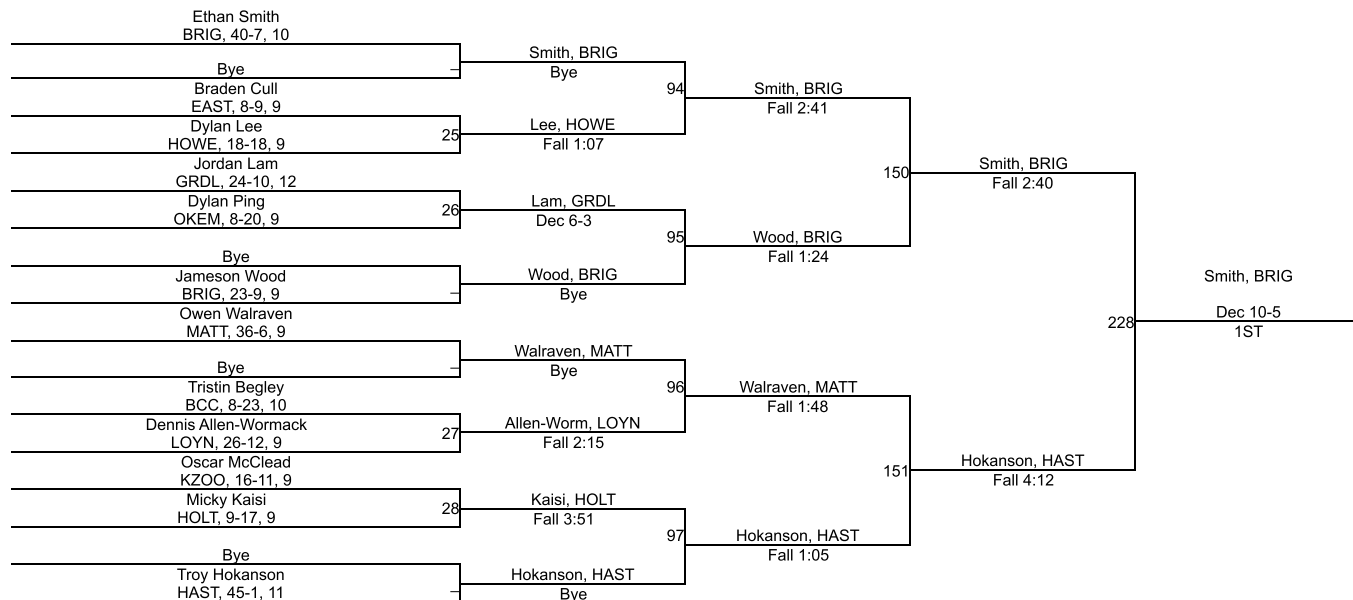 Ethan Smith
BRIG, 40-7, 10
Bye
Braden Cull
EAST, 8-9, 9
Dylan Lee
HOWE, 18-18, 9
Jordan Lam
GRDL, 24-10, 12
Dylan Ping
OKEM, 8-20, 9
Bye
Jameson Wood
BRIG, 23-9, 9
Owen Walraven
MATT, 36-6, 9
Bye
Tristin Begley
BCC, 8-23, 10
Dennis Allen-Wormack
LOYN, 26-12, 9
Oscar McClead
KZOO, 16-11, 9
Micky Kaisi
HOLT, 9-17, 9
Bye
Troy Hokanson
HAST, 45-1, 11
–
25
26
–
–
27
28
–
Smith, BRIG
Bye
Lee, HOWE
Fall 1:07
Lam, GRDL
Dec 6-3
Wood, BRIG
Bye
Walraven, MATT
Bye
Allen-Worm, LOYN
Fall 2:15
Kaisi, HOLT
Fall 3:51
Hokanson, HAST
Bye
94
95
96
97
Smith, BRIG
Fall 2:41
Wood, BRIG
Fall 1:24
Walraven, MATT
Fall 1:48
Hokanson, HAST
Fall 1:05
150
151
Smith, BRIG
Fall 2:40
Hokanson, HAST
Fall 4:12
228
Smith, BRIG
Dec 10-5
1ST